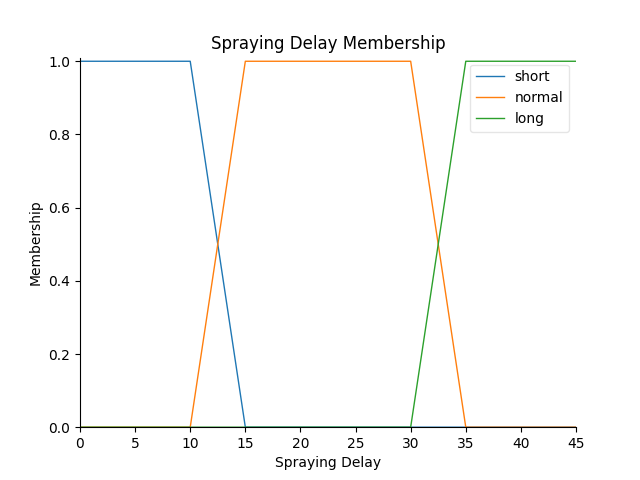 Spraying Delay Membership
1.0
0.8
0.6
0.4
0.2
0.0
Membership
0 5 10 15 20 25 30 35 40 45
Spraying Delay
short
normal
long